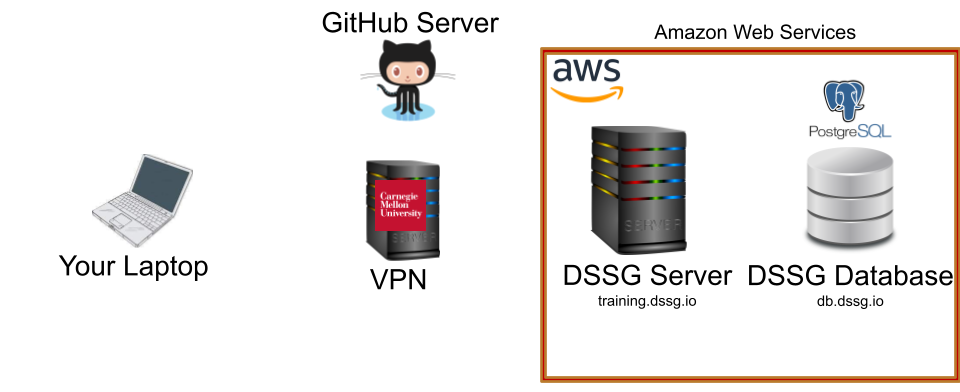 GitHub Server
Amazon Web Services
aws
PostgreSQL
Carnegie
Mellon
University
SERVER
SERVER
Your Laptop
VPN
DSSG Server
training.dssg.io
DSSG Database
db.dssg.io